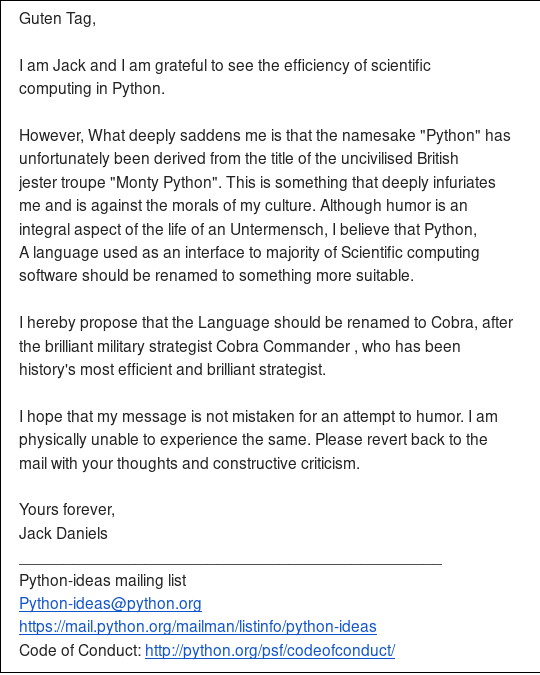 Guten Tag,
I am Jack and I am grateful to see the efficiency of scientific
computing in Python.
However, What deeply saddens me is that the namesake "Python" has
unfortunately been derived from the title of the uncivilised British
jester troupe "Monty Python". This is something that deeply infuriates
me and is against the morals of my culture. Although humor is an
integral aspect of the life of an Untermensch, I believe that Python,
A language used as an interface to majority of Scientific computing
software should be renamed to something more suitable.
I hereby propose that the Language should be renamed to Cobra, after
the brilliant military strategist Cobra Commander , who has been
history's most efficient and brilliant strategist.
I hope that my message is not mistaken for an attempt to humor. I am
physically unable to experience the same. Please revert back to the
mail with your thoughts and constructive criticism.
Yours forever,
Jack Daniels
Python-ideas mailing list
Python-ideas@python.org
https://mail.python.org/mailman/listinfo/python-ideas
Code of Conduct: http://python.org/psf/codeofconduct/